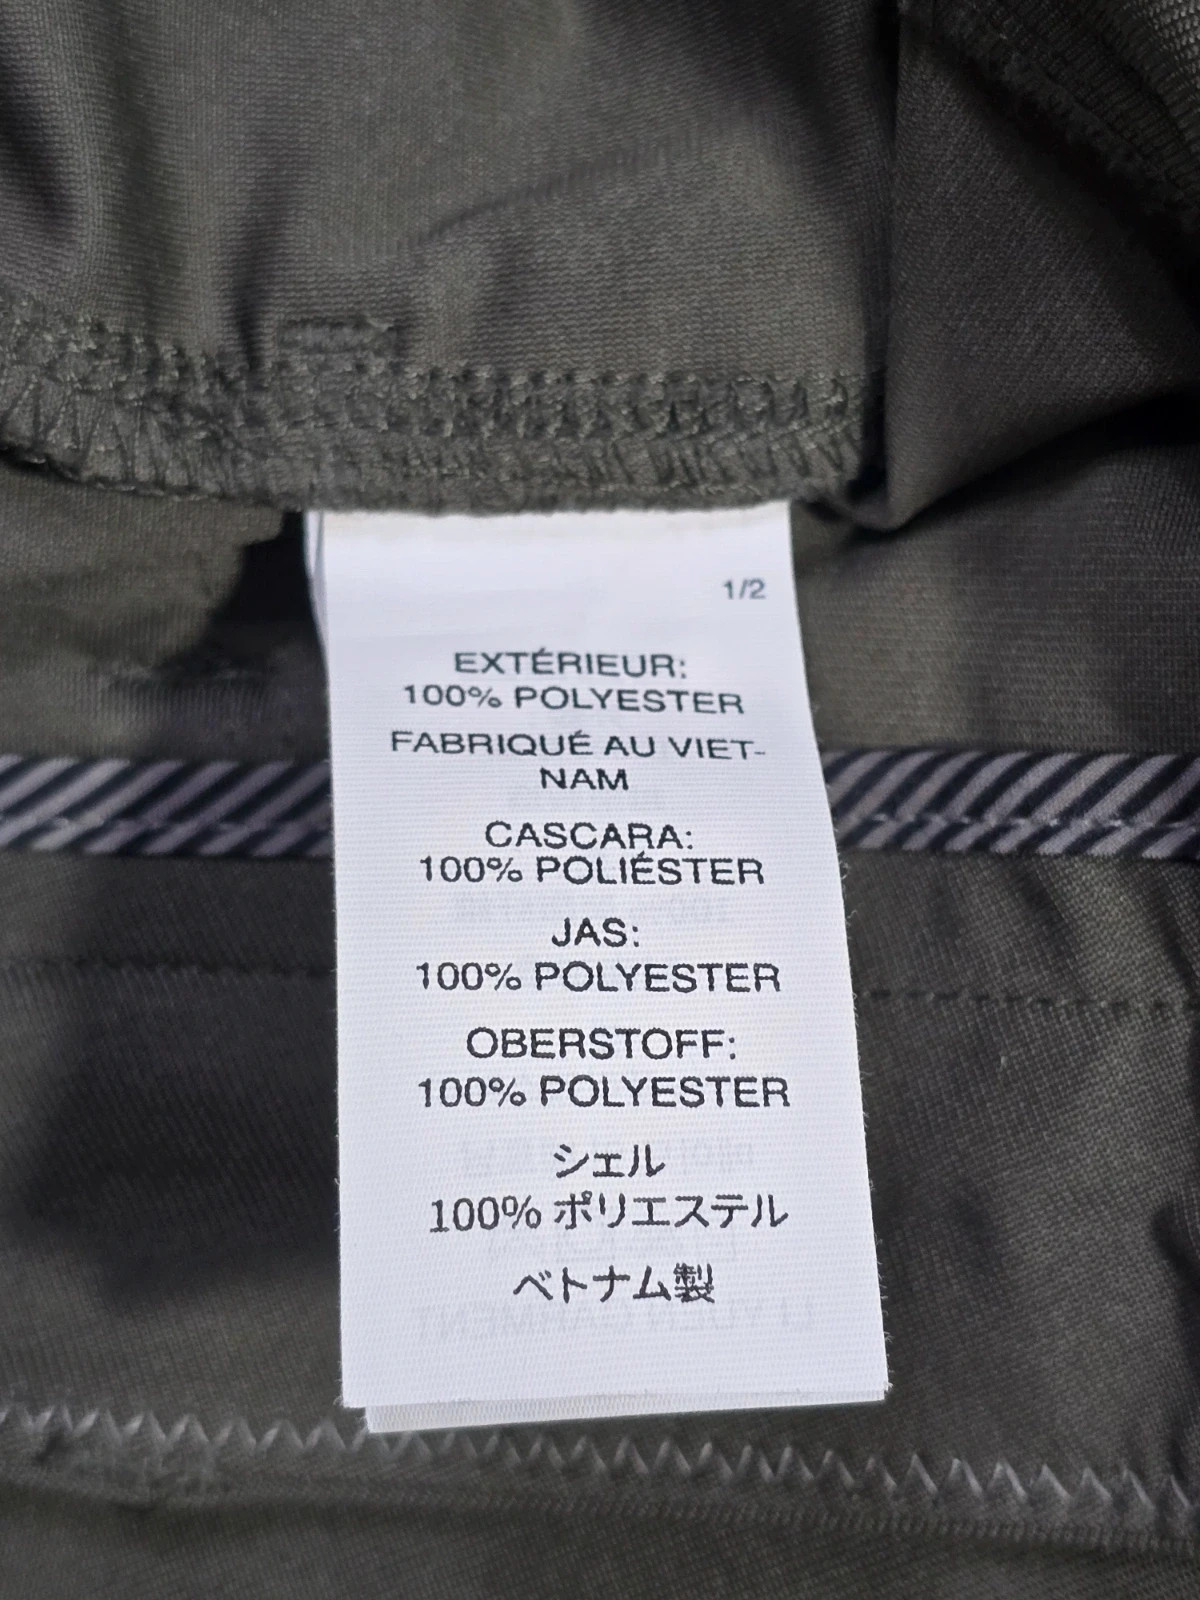 1/2
EXTÉRIEUR:
100% POLYESTER
FABRIQUÉ AU VIET-
NAM
CASCARA:
100% POLIÉSTER
JAS:
100% POLYESTER
OBERSTOFF:
100% POLYESTER
シェル
100% ポリエステル
ベトナム製